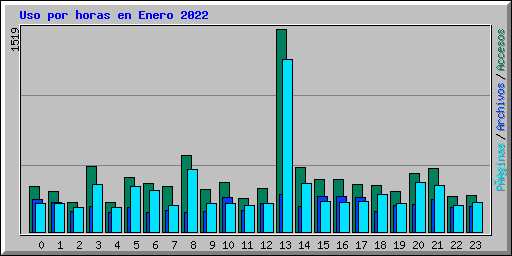 Uso por horas en Enero 2022
1519
Páginas / Archivos / Accesos
0 1 2 3 4 5 6 7 8 9 10 11 12 13 14 15 16 17 18 19 20 21 22 23